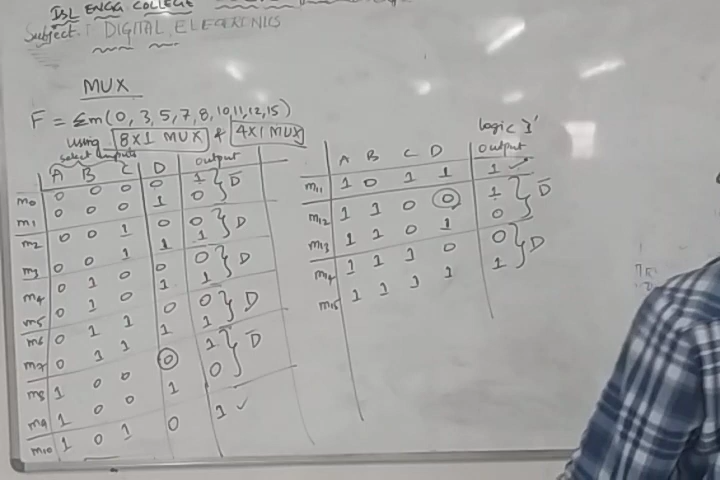 ISL ENGG COLLEGE
Subject : DIGITAL ELECTRONICS
MUX
F = Σm(0, 3, 5, 7, 8, 10, 11, 12, 15)
using 8X1 MUX & 4X1 MUX
select inputs
A B C D output
m0 0 0 0 0 1 } D̅
m1 0 0 0 1 0
m2 0 0 1 0 0 } D
m3 0 0 1 1 1
m4 0 1 0 0 0 } D
m5 0 1 0 1 1
m6 0 1 1 0 0 } D
m7 0 1 1 1 1
m8 1 0 0 0 1 } D̅
m9 1 0 0 1 0
m10 1 0 1 0 1 ✓
logic '1'
A B C D output
m11 1 0 1 1 1 ✓
m12 1 1 0 0 1 } D̅
m13 1 1 0 1 0
m14 1 1 1 0 0 } D
m15 1 1 1 1 1